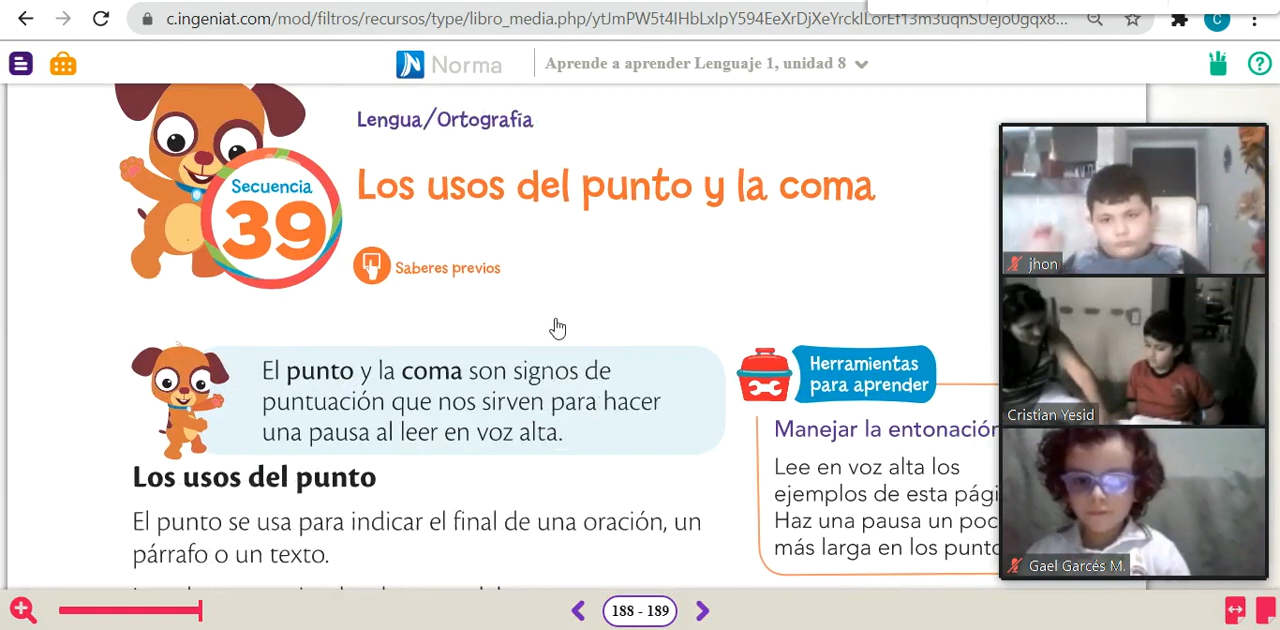 c.ingeniat.com/mod/filtros/recursos/type/libro_media.php/
C
Norma
Aprende a aprender Lenguaje 1, unidad 8
Lengua/Ortografía
Secuencia
39
Los usos del punto y la coma
Saberes previos
El punto y la coma son signos de
puntuación que nos sirven para hacer
una pausa al leer en voz alta.
Los usos del punto
El punto se usa para indicar el final de una oración, un
párrafo o un texto.
Herramientas
para aprender
Manejar la entonación
Lee en voz alta los
ejemplos de esta pági
Haz una pausa un poc
más larga en los punto
jhon
Cristian Yesid
Gael Garcés M.
188 - 189